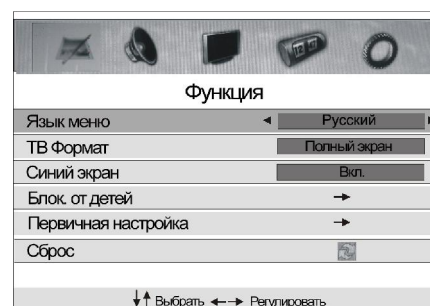 Функция
Язык меню ◄ Русский
ТВ Формат Полный экран
Синий экран Вкл.
Блок. от детей →
Первичная настройка →
Сброс
↓↑ Выбрать ←→ Регулировать